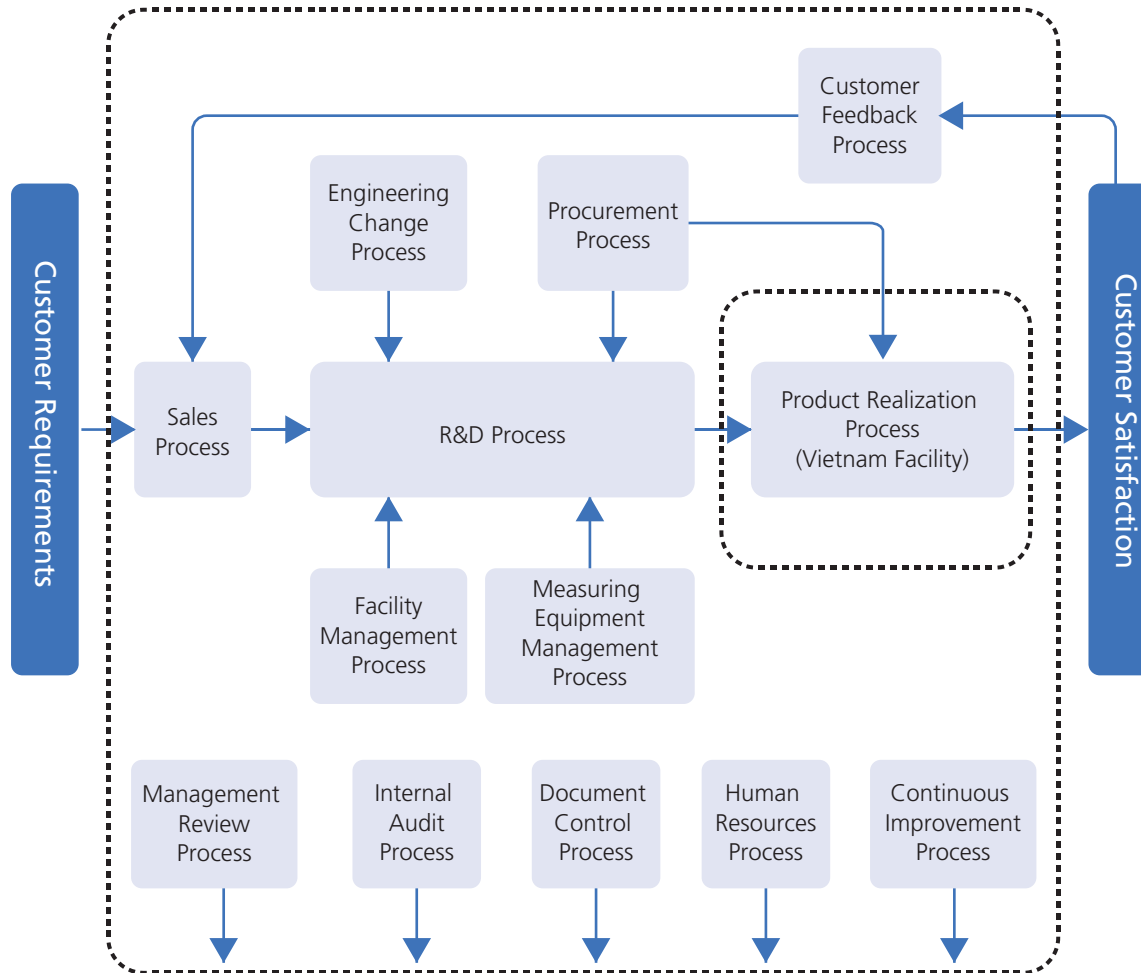 Customer
Feedback
Process
Engineering
Change
Process
Procurement
Process
Customer Requirements
Sales
Process
R&D Process
Product Realization
Process
(Vietnam Facility)
Customer Satisfaction
Facility
Management
Process
Measuring
Equipment
Management
Process
Management
Review
Process
Internal
Audit
Process
Document
Control
Process
Human
Resources
Process
Continuous
Improvement
Process